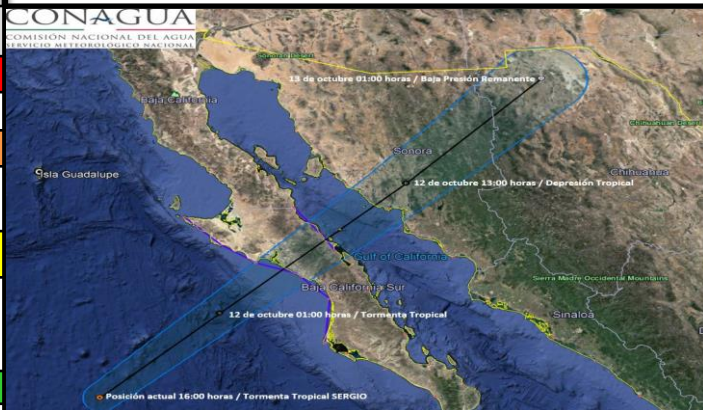 CONAGUA
COMISIÓN NACIONAL DEL AGUA
SERVICIO METEOROLÓGICO NACIONAL
13 de octubre 01:00 horas / Baja Presión Remanente
Baja California
Chihuahuan Desert
Sonora
Isla Guadalupe
Chihuahua
12 de octubre 13:00 horas / Depresión Tropical
Gulf of California
Sierra Madre Occidental Mountains
Baja California Sur
12 de octubre 01:00 horas / Tormenta Tropical
Sinaloa
Posición actual 16:00 horas / Tormenta Tropical SERGIO